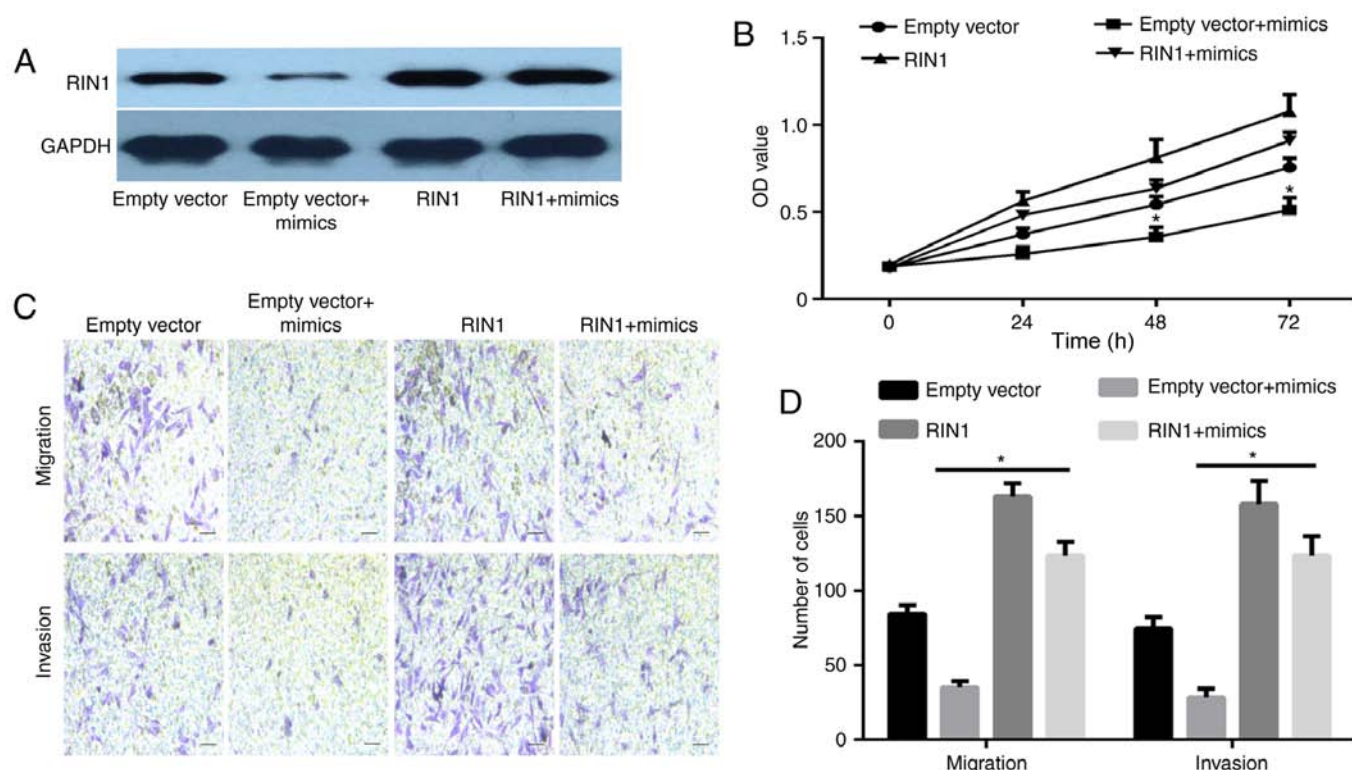 A
RIN1
GAPDH
Empty vector
Empty vector+
mimics
RIN1
RIN1+mimics
B
Empty vector
Empty vector+mimics
RIN1
RIN1+mimics
1.5
1.0
0.5
0
OD value
*
*
0
24
48
72
Time (h)
C
Empty vector
Empty vector+
mimics
RIN1
RIN1+mimics
Migration
Invasion
D
Empty vector
Empty vector+mimics
RIN1
RIN1+mimics
200
150
100
50
0
Number of cells
*
*
Migration
Invasion